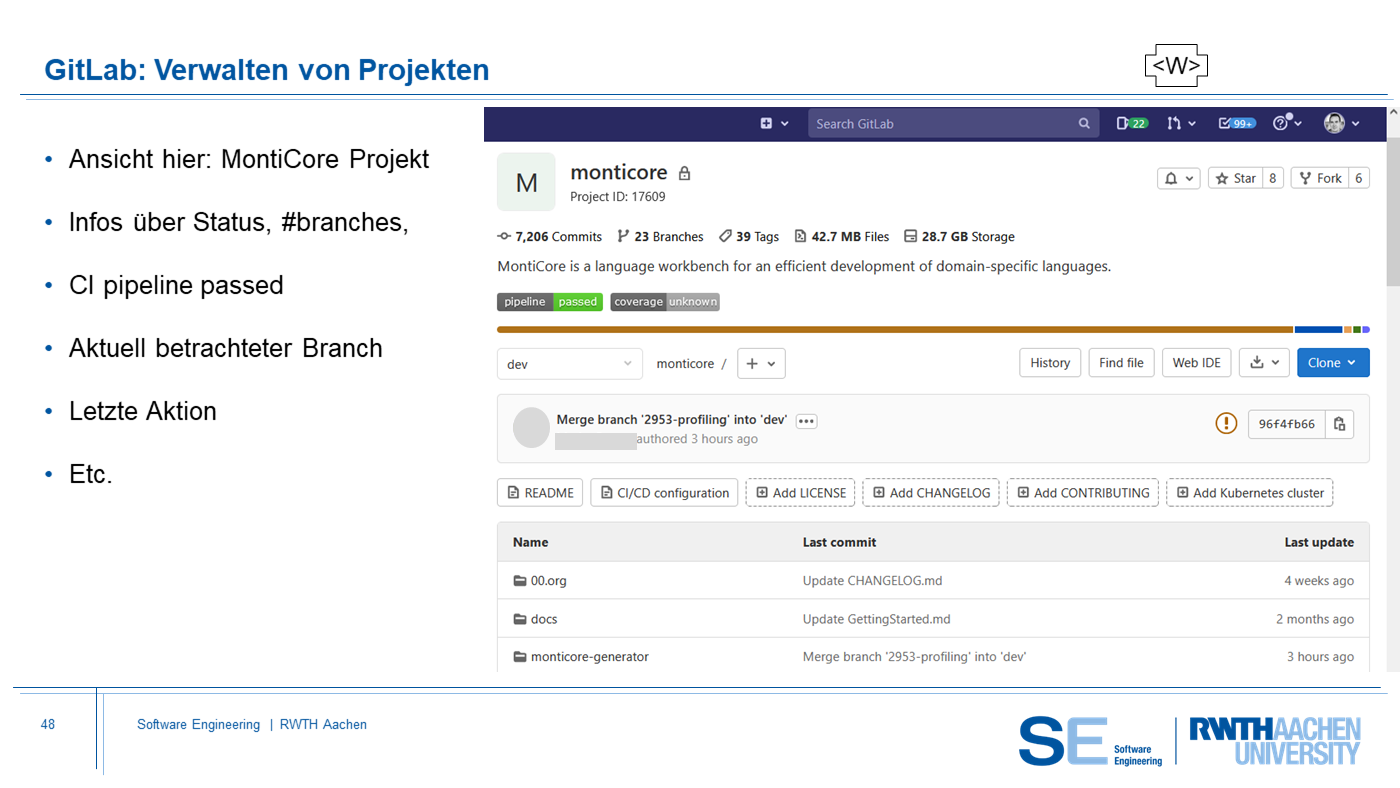 GitLab: Verwalten von Projekten
<W>
• Ansicht hier: MontiCore Projekt
• Infos über Status, #branches,
• CI pipeline passed
• Aktuell betrachteter Branch
• Letzte Aktion
• Etc.
Search GitLab 22 99+
M
monticore
Project ID: 17609
Star 8 Fork 6
7,206 Commits 23 Branches 39 Tags 42.7 MB Files 28.7 GB Storage
MontiCore is a language workbench for an efficient development of domain-specific languages.
pipeline passed coverage unknown
dev monticore / + History Find file Web IDE Clone
Merge branch '2953-profiling' into 'dev'
authored 3 hours ago
96f4fb66
README CI/CD configuration Add LICENSE Add CHANGELOG Add CONTRIBUTING Add Kubernetes cluster
Name Last commit Last update
00.org Update CHANGELOG.md 4 weeks ago
docs Update GettingStarted.md 2 months ago
monticore-generator Merge branch '2953-profiling' into 'dev' 3 hours ago
48 Software Engineering | RWTH Aachen
SE Software
Engineering
RWTHAACHEN
UNIVERSITY